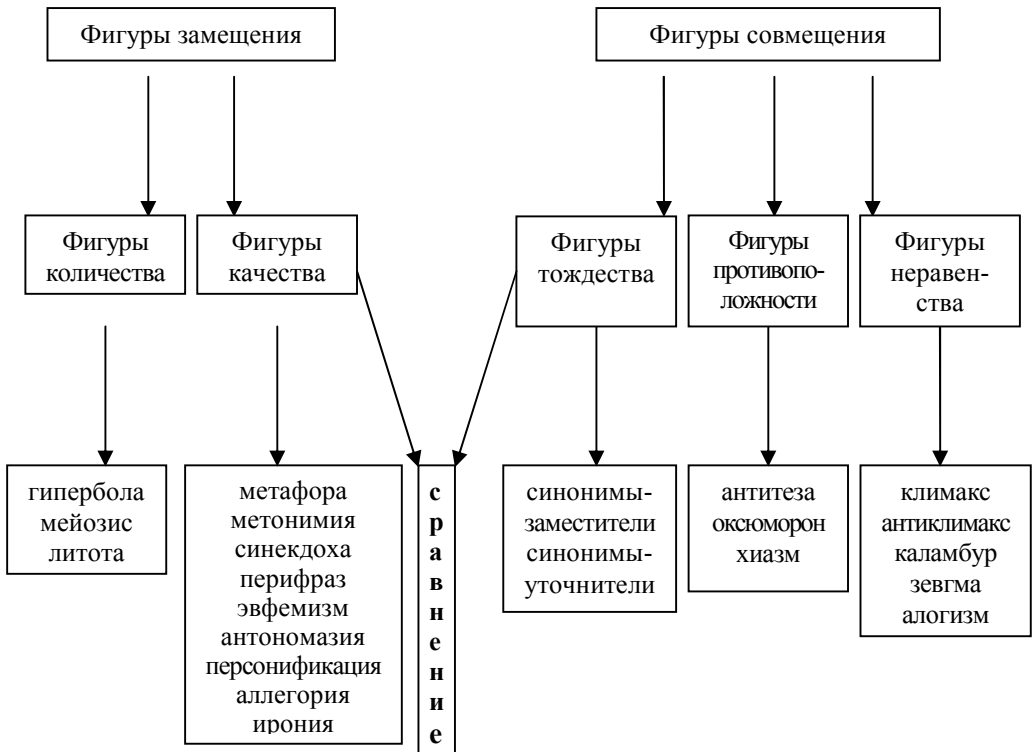 Фигуры замещения
Фигуры совмещения
Фигуры
количества
Фигуры
качества
Фигуры
тождества
Фигуры
противопо-
ложности
Фигуры
неравен-
ства
гипербола
мейозис
литота
метафора
метонимия
синекдоха
перифраз
эвфемизм
антономазия
персонификация
аллегория
ирония
с
р
а
в
н
е
н
и
е
синонимы-
заместители
синонимы-
уточнители
антитеза
оксюморон
хиазм
климакс
антиклимакс
каламбур
зевгма
алогизм